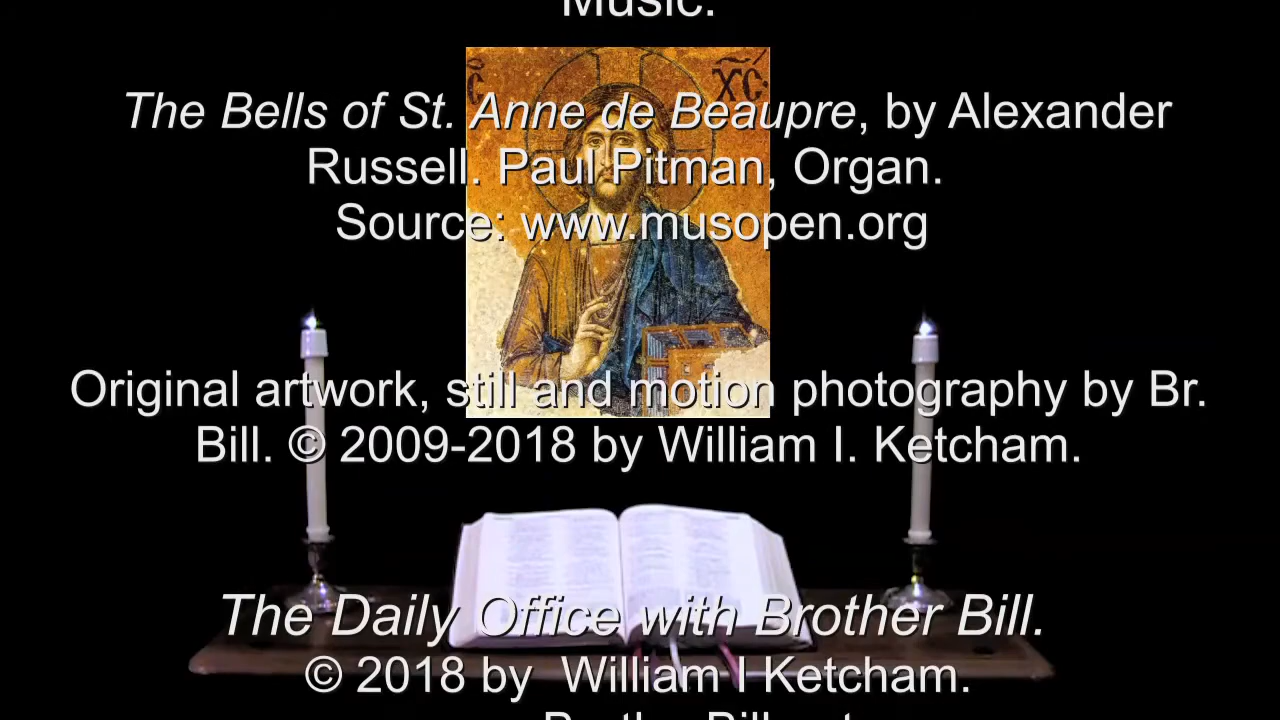 Music.
The Bells of St. Anne de Beaupre, by Alexander
Russell. Paul Pitman, Organ.
Source: www.musopen.org
Original artwork, still and motion photography by Br.
Bill. © 2009-2018 by William I. Ketcham.
The Daily Office with Brother Bill.
© 2018 by  William I Ketcham.